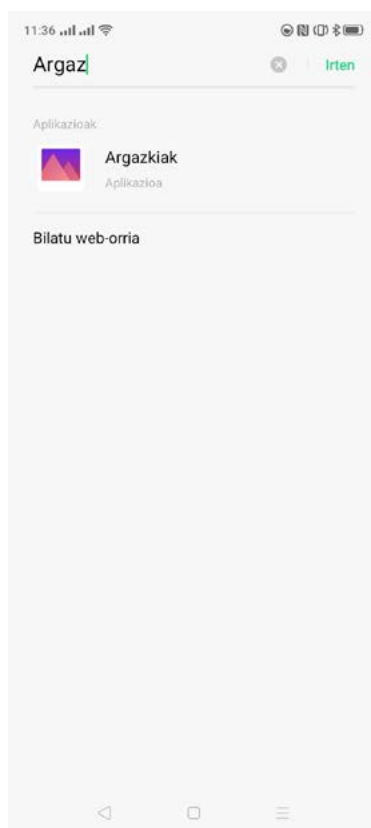 11:36
Argaz
Irten
Aplikazioak
Argazkiak
Aplikazioa
Bilatu web-orria